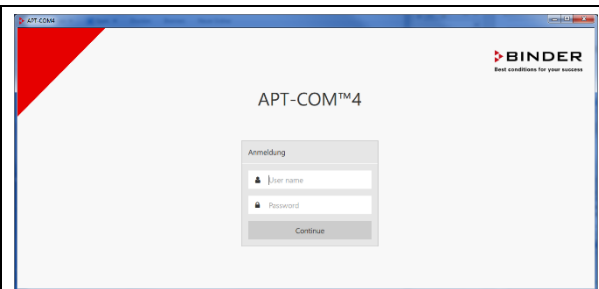 APT-COM4
BINDER
Best conditions for your success
APT-COM™4
Anmeldung
User name
Password
Continue